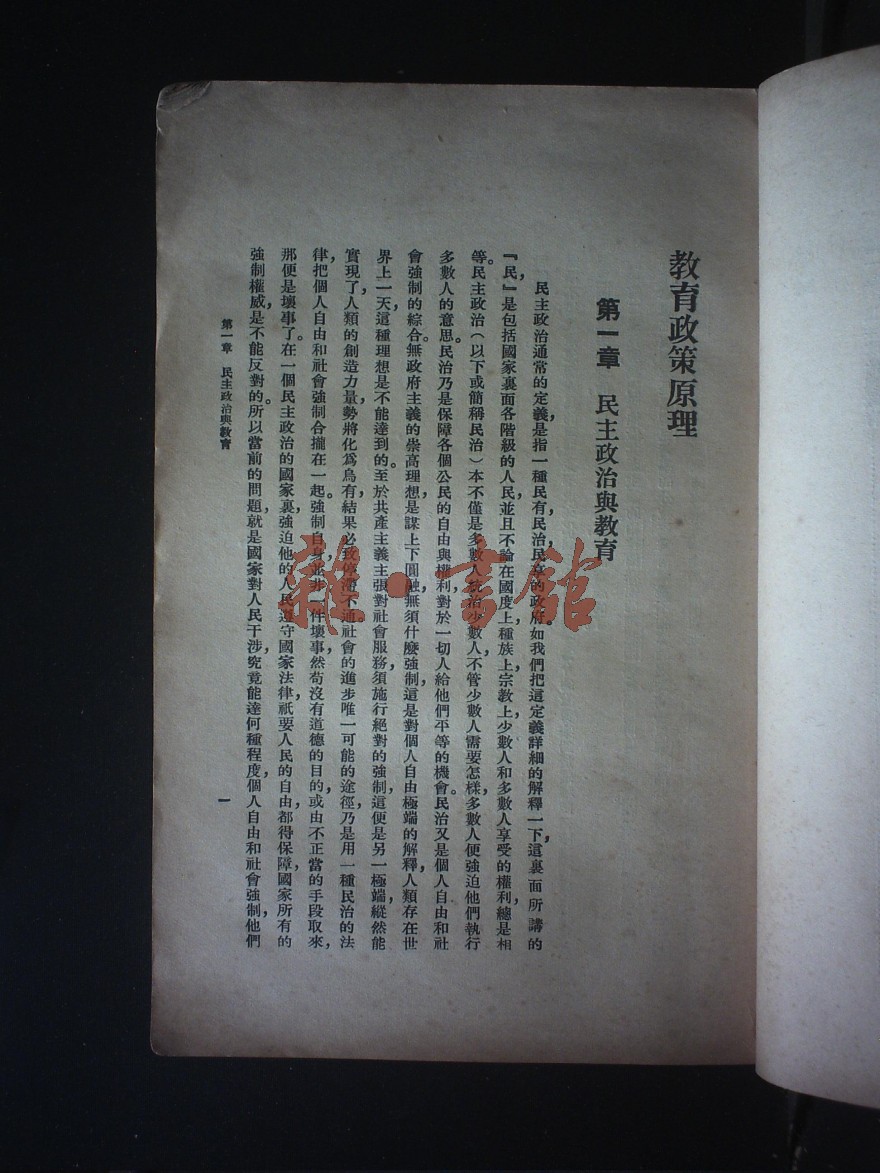 教育政策原理
第一章 民主政治與教育
民主政治通常的定義，是指一種民有，民治，民享的政府。如我們把這定義詳細的解釋一下，這裏面所講的
『民，』是包括國家裏面各階級的人民，並且不論在國度上，種族上，宗教上，少數人和多數人享受的權利，總是相
等。民主政治（以下或簡稱民治）本不僅是多數人統治少數人，不管少數人需要怎樣，多數人便強迫他們執行
多數人的意思。民治乃是保障各個公民的自由與權利，對於一切人給他們平等的機會。民治又是個人自由和社
會強制的綜合。無政府主義的崇高理想，是謀上下圓融，無須什麼強制，這是對個人自由極端的解釋，人類存在世
界上一天，這種理想是不能達到的。至於共產主義主張對社會服務，須施行絕對的強制，這便是另一極端，縱然能
實現了，人類的創造力量，勢將化爲烏有，結果必致停滯不通。社會的進步唯一可能的途徑，乃是用一種民治的法
律，把個人自由和社會強制合攏在一起。強制自身，並非一件壞事，然苟沒有道德的目的，或由不正當的手段取來，
那便是壞事了。在一個民主政治的國家裏，強迫他的人民遵守國家法律，祇要人民的自由，都得保障，國家所有的
強制權威，是不能反對的。所以當前的問題，就是國家對人民干涉，究竟能達何種程度，個人自由和社會強制，他們
第一章 民主政治與教育
一
雜·書館